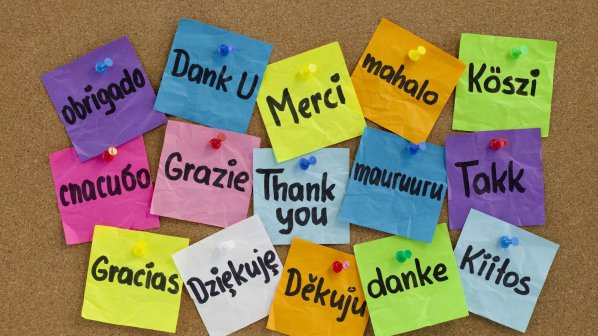 obrigado
Dank U
Merci
mahalo
Köszi
спасибо
Grazie
Thank
you
mauruuru
Takk
Gracias
Dziękuję
Děkuju
danke
Kiitos